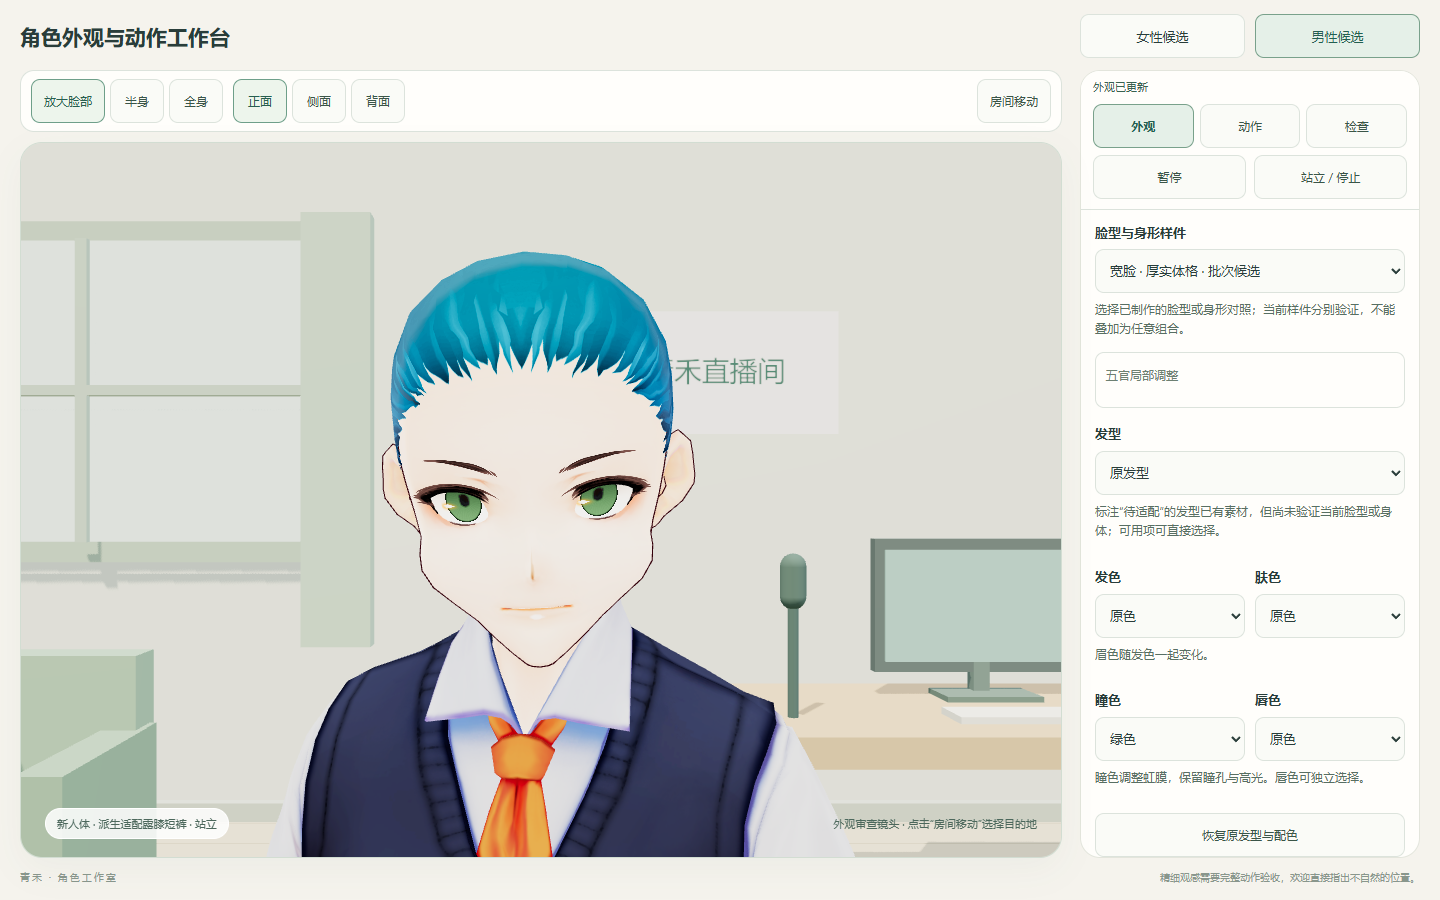 角色外观与动作工作台
女性候选
男性候选
放大脸部
半身
全身
正面
侧面
背面
房间移动
外观已更新
外观
动作
检查
暂停
站立 / 停止
脸型与身形样件
宽脸 · 厚实体格 · 批次候选
选择已制作的脸型或身形对照；当前样件分别验证，不能
叠加为任意组合。
五官局部调整
发型
原发型
标注“待适配”的发型已有素材，但尚未验证当前脸型或身
体；可用项可直接选择。
发色
肤色
原色
原色
眉色随发色一起变化。
瞳色
唇色
绿色
原色
瞳色调整虹膜，保留瞳孔与高光。唇色可独立选择。
恢复原发型与配色
禾直播间
新人体 · 派生适配露膝短裤 · 站立
外观审查镜头 · 点击“房间移动”选择目的地
青禾 · 角色工作室
精细观感需要完整动作验收，欢迎直接指出不自然的位置。